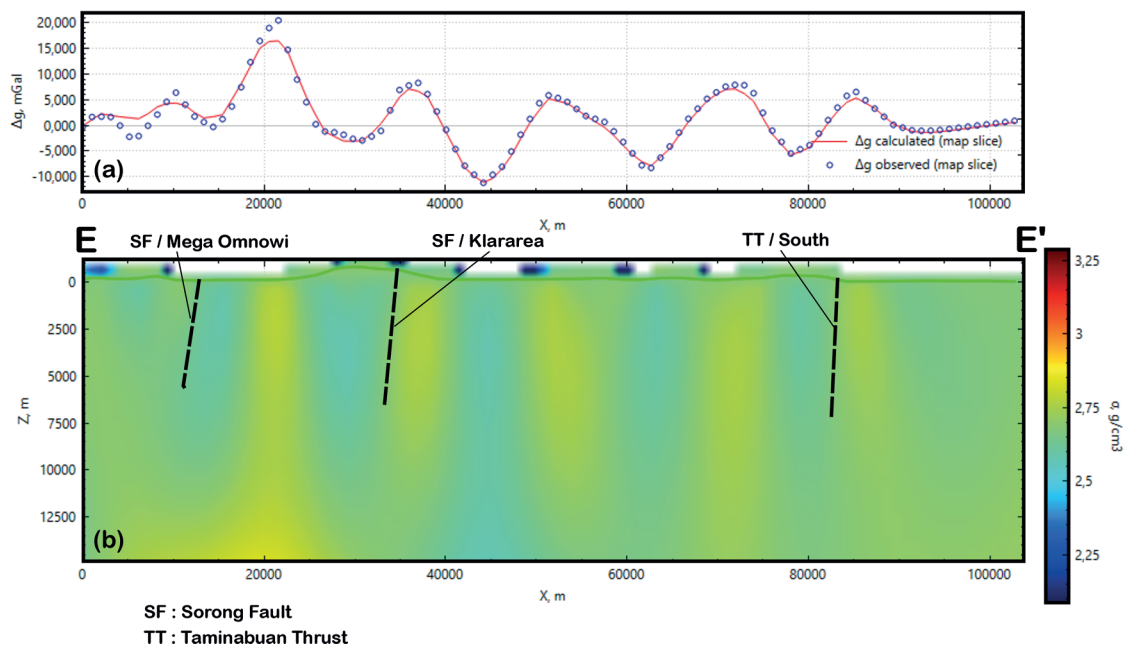 20,000
15,000
10,000
5,000
0,000
-5,000
-10,000
Δg, mGal
(a)
Δg calculated (map slice)
Δg observed (map slice)
0 20000 40000 60000 80000 100000
X, m
E SF / Mega Omnowi SF / Klararea TT / South E'
0
2500
5000
7500
10000
12500
Z, m
(b)
0 20000 40000 60000 80000 100000
X, m
3,25
3
2,75
2,5
2,25
σ, g/cm3
SF : Sorong Fault
TT : Taminabuan Thrust